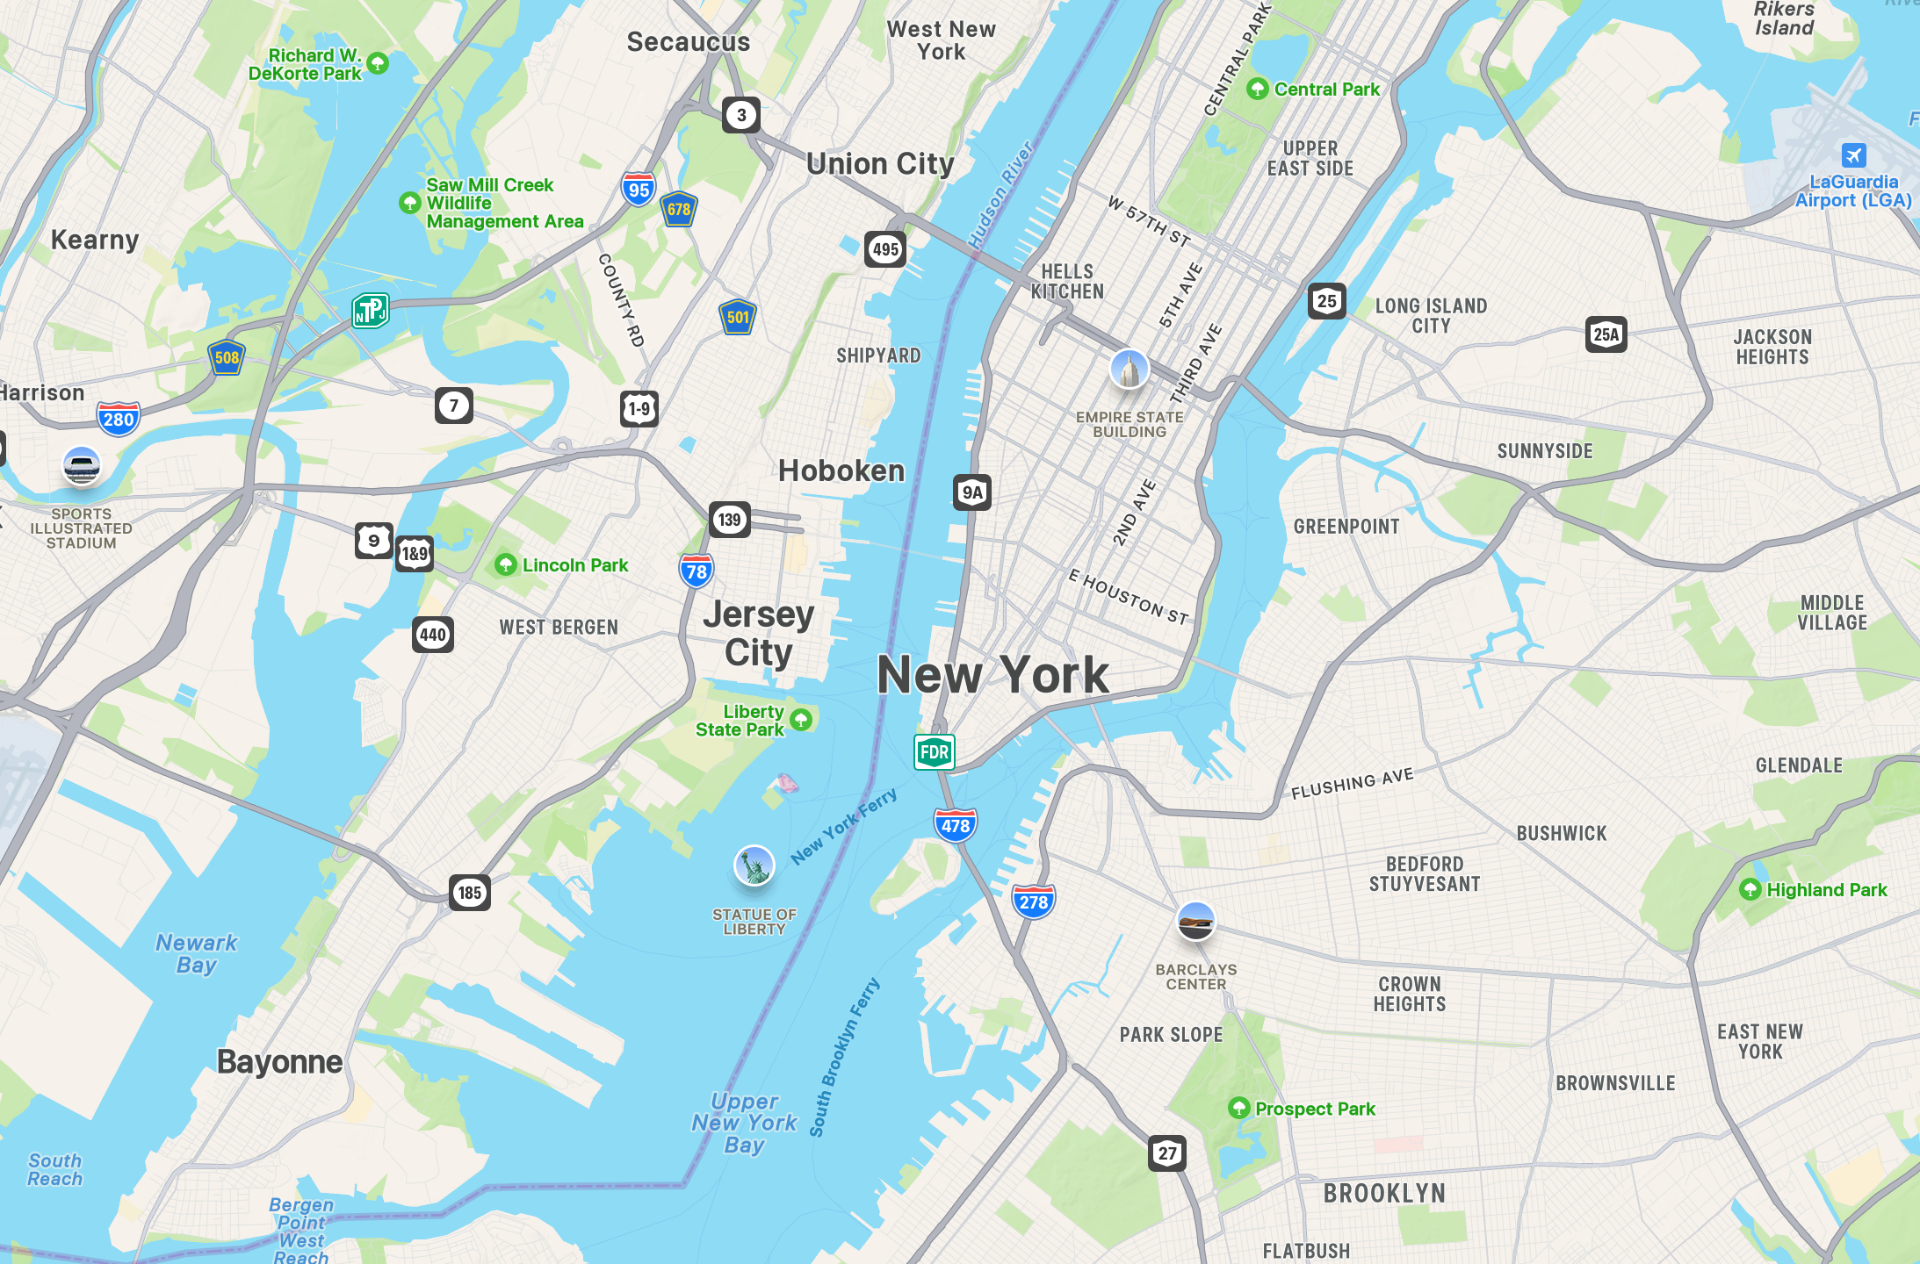 Rikers
Island
West New
York
Secaucus
Richard W.
DeKorte Park
Central Park
CENTRAL PARK
3
UPPER
EAST SIDE
Union City
LaGuardia
Airport (LGA)
Hudson River
Saw Mill Creek
Wildlife
Management Area
95
678
W 57TH ST
Kearny
495
HELLS
KITCHEN
COUNTY RD
5TH AVE
25
LONG ISLAND
CITY
NTPJ
501
25A
JACKSON
HEIGHTS
508
SHIPYARD
THIRD AVE
Harrison
280
7
1-9
EMPIRE STATE
BUILDING
SUNNYSIDE
Hoboken
9A
2ND AVE
SPORTS
ILLUSTRATED
STADIUM
139
GREENPOINT
9
1&9
Lincoln Park
78
E HOUSTON ST
Jersey
City
MIDDLE
VILLAGE
WEST BERGEN
440
New York
Liberty
State Park
FDR
GLENDALE
FLUSHING AVE
New York Ferry
478
BUSHWICK
BEDFORD
STUYVESANT
Highland Park
185
278
STATUE OF
LIBERTY
Newark
Bay
BARCLAYS
CENTER
CROWN
HEIGHTS
South Brooklyn Ferry
PARK SLOPE
EAST NEW
YORK
Bayonne
BROWNSVILLE
Upper
New York
Bay
Prospect Park
27
South
Reach
BROOKLYN
Bergen
Point
West
Reach
FLATBUSH